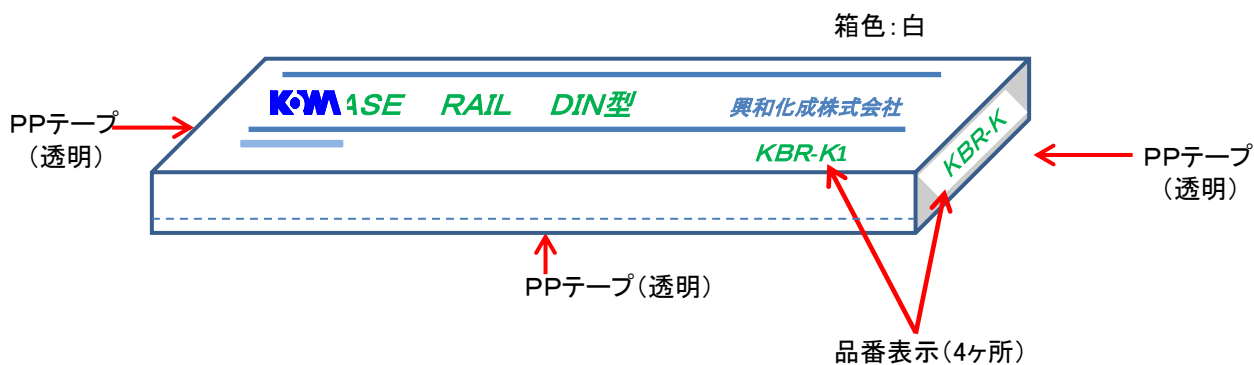 箱色：白
KOWA ASE RAIL DIN型 興和化成株式会社
KBR-K1
KBR-K
PPテープ
（透明）
PPテープ
（透明）
PPテープ（透明）
品番表示（4ヶ所）